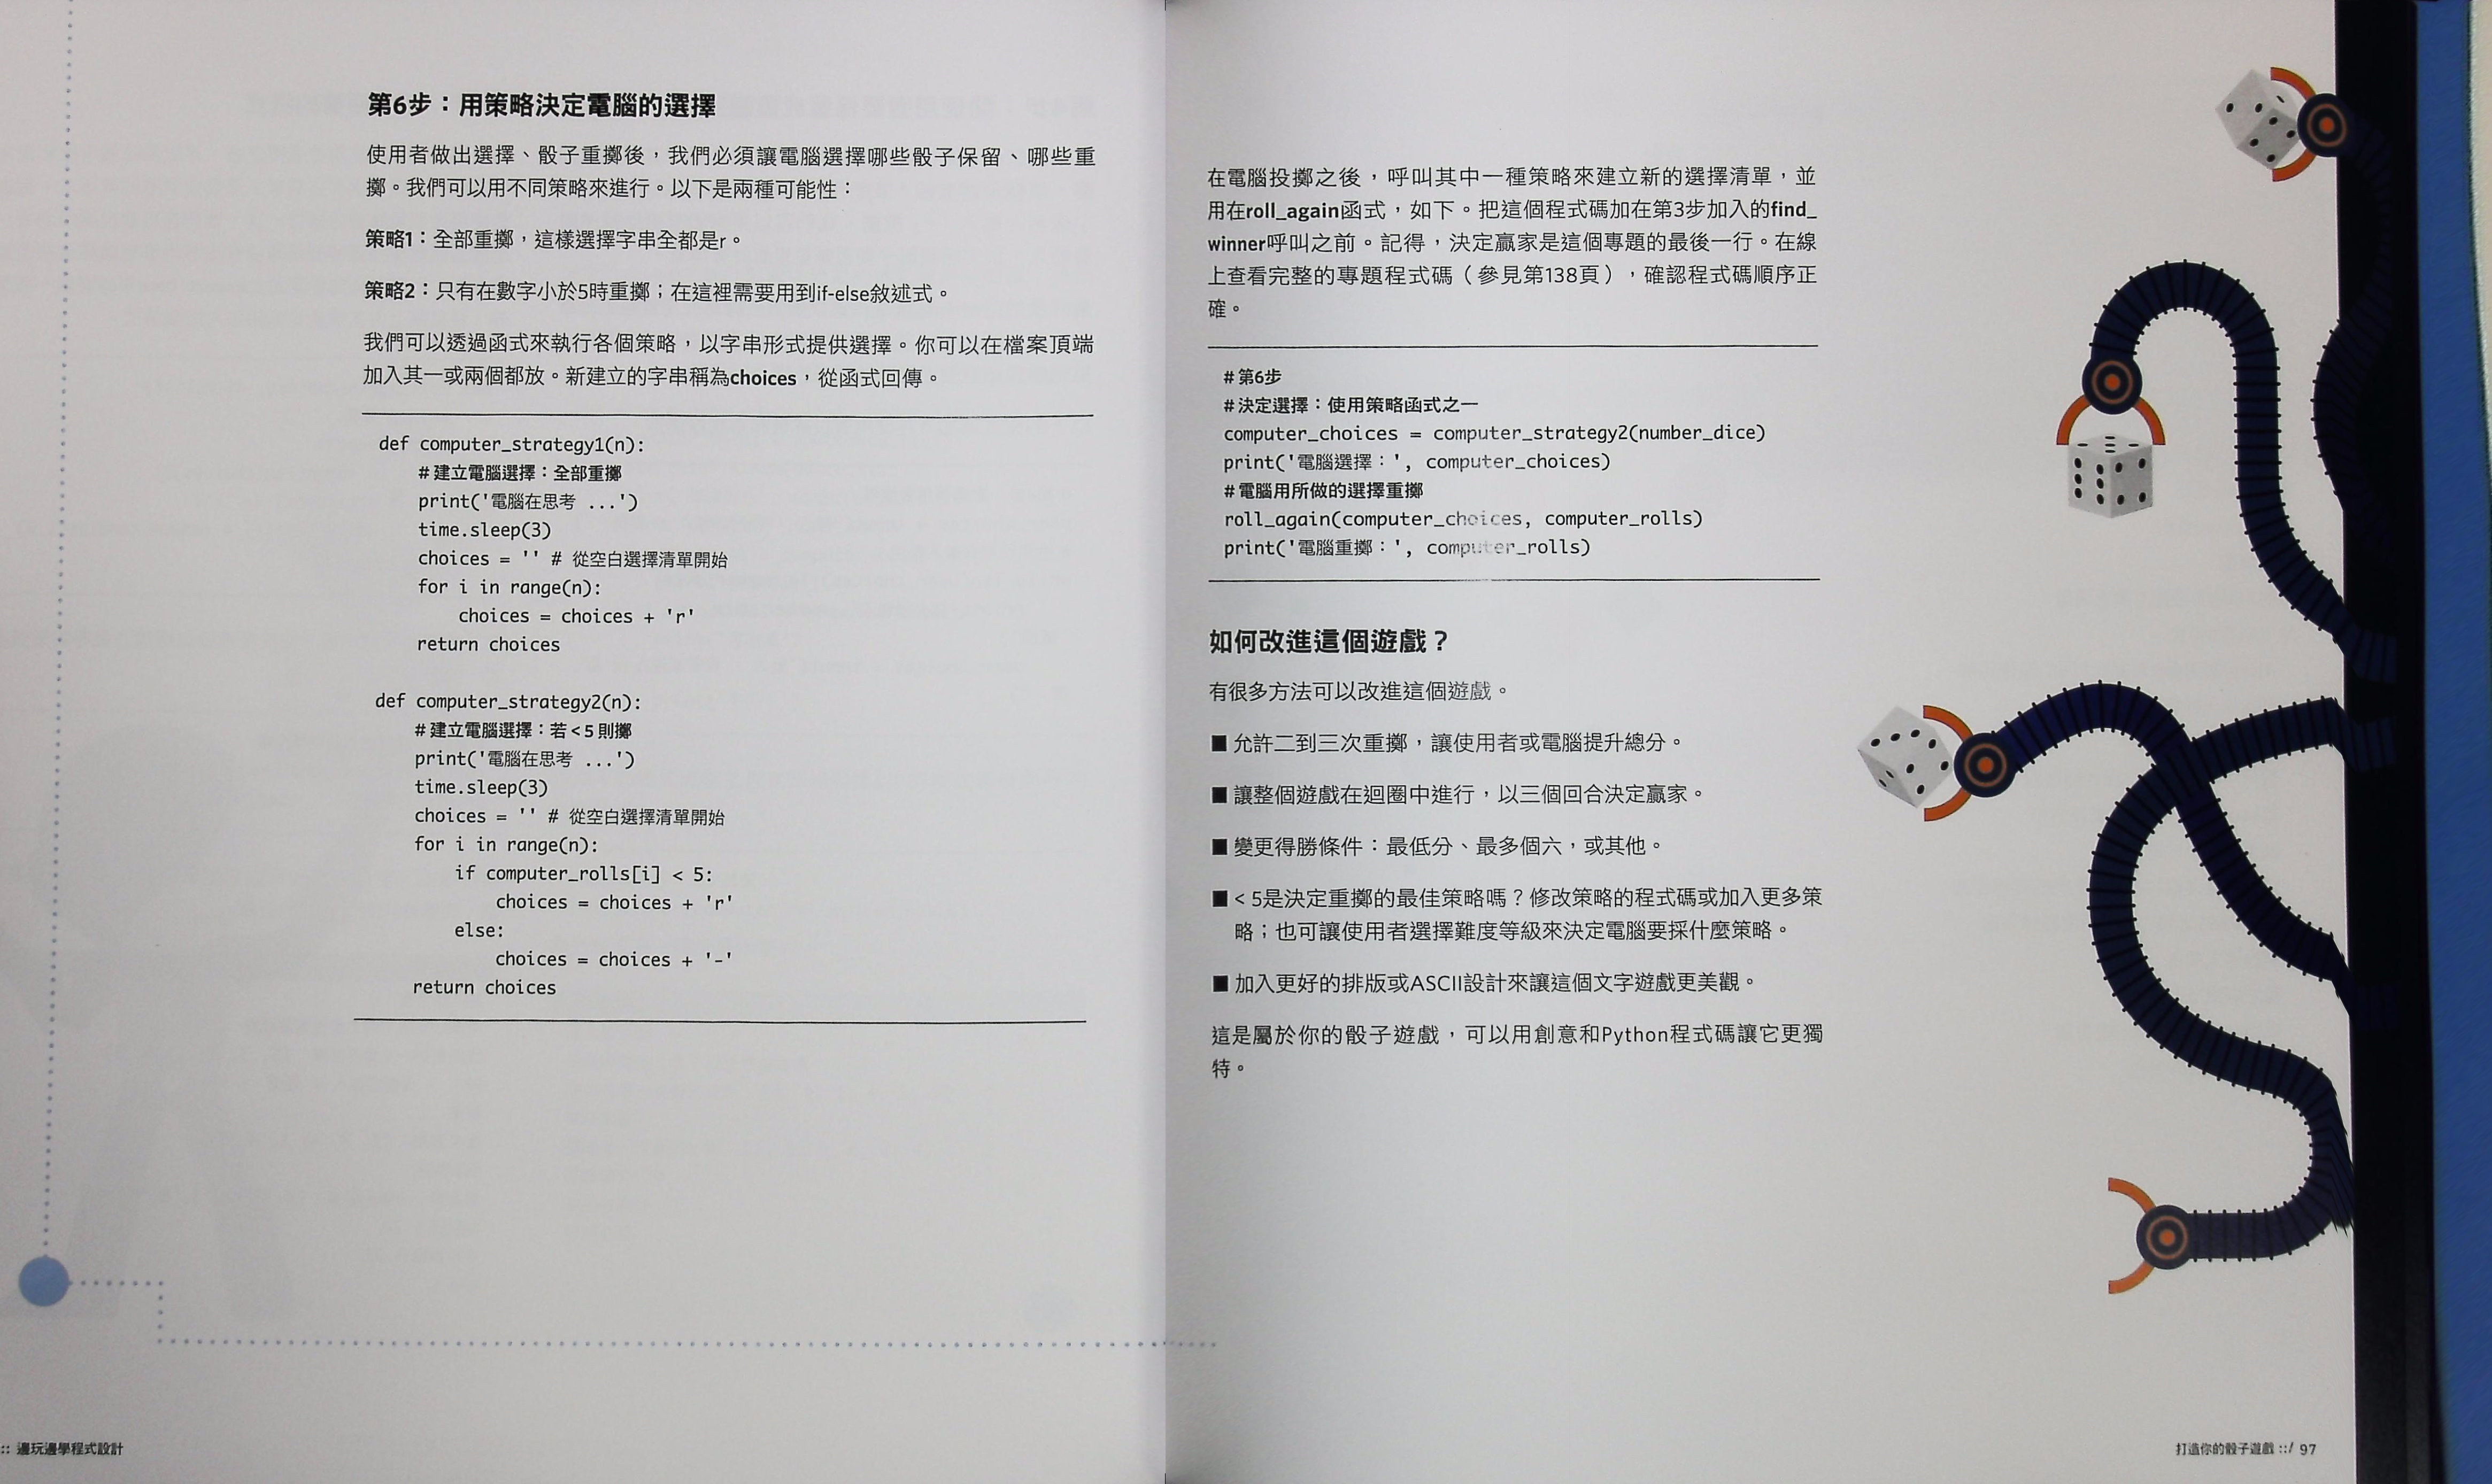 第6步：用策略決定電腦的選擇
使用者做出選擇、骰子重擲後，我們必須讓電腦選擇哪些骰子保留、哪些重
擲。我們可以用不同策略來進行。以下是兩種可能性：
策略1：全部重擲，這樣選擇字串全都是r。
策略2：只有在數字小於5時重擲；在這裡需要用到if-else敘述式。
我們可以透過函式來執行各個策略，以字串形式提供選擇。你可以在檔案頂端
加入其一或兩個都放。新建立的字串稱為choices，從函式回傳。
def computer_strategy1(n):
    # 建立電腦選擇：全部重擲
    print('電腦在思考 ...')
    time.sleep(3)
    choices = '' # 從空白選擇清單開始
    for i in range(n):
        choices = choices + 'r'
    return choices
def computer_strategy2(n):
    # 建立電腦選擇：若 < 5 則擲
    print('電腦在思考 ...')
    time.sleep(3)
    choices = '' # 從空白選擇清單開始
    for i in range(n):
        if computer_rolls[i] < 5:
            choices = choices + 'r'
        else:
            choices = choices + '-'
    return choices
:: 邊玩邊學程式設計
在電腦投擲之後，呼叫其中一種策略來建立新的選擇清單，並
用在roll_again函式，如下。把這個程式碼加在第3步加入的find_
winner呼叫之前。記得，決定贏家是這個專題的最後一行。在線
上查看完整的專題程式碼（參見第138頁），確認程式碼順序正
確。
# 第6步
# 決定選擇：使用策略函式之一
computer_choices = computer_strategy2(number_dice)
print('電腦選擇：', computer_choices)
# 電腦用所做的選擇重擲
roll_again(computer_choices, computer_rolls)
print('電腦重擲：', computer_rolls)
如何改進這個遊戲？
有很多方法可以改進這個遊戲。
■ 允許二到三次重擲，讓使用者或電腦提升總分。
■ 讓整個遊戲在迴圈中進行，以三個回合決定贏家。
■ 變更得勝條件：最低分、最多個六，或其他。
■ < 5是決定重擲的最佳策略嗎？修改策略的程式碼或加入更多策
略；也可讓使用者選擇難度等級來決定電腦要採什麼策略。
■ 加入更好的排版或ASCII設計來讓這個文字遊戲更美觀。
這是屬於你的骰子遊戲，可以用創意和Python程式碼讓它更獨
特。
打造你的骰子遊戲 ::/ 97